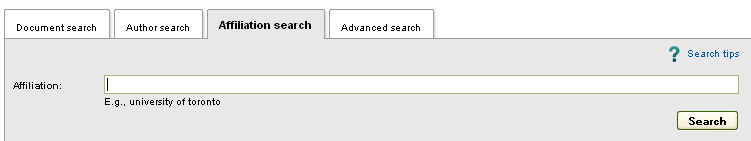 Document search Author search Affiliation search Advanced search
? Search tips
Affiliation:
E.g., university of toronto
Search